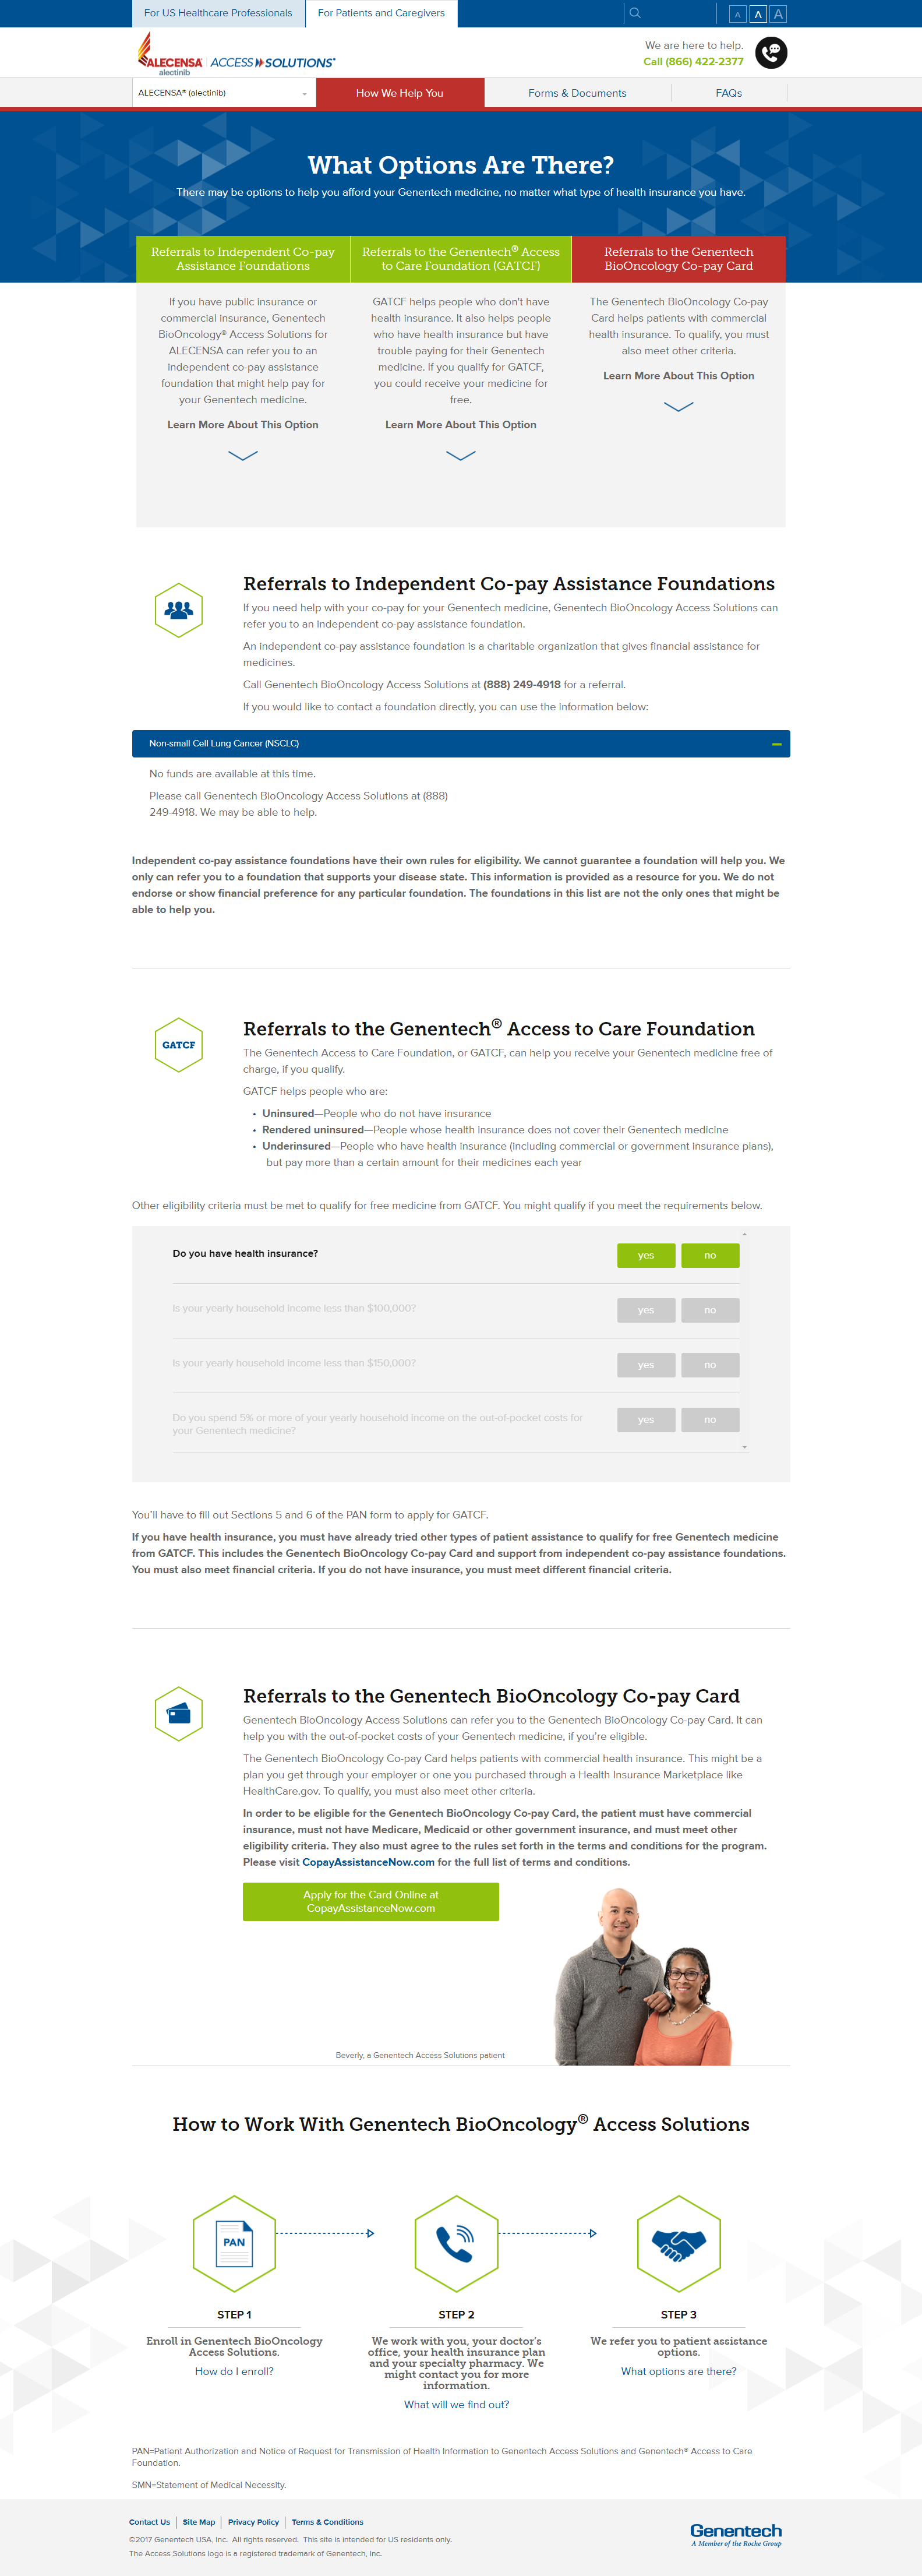 For US Healthcare Professionals
For Patients and Caregivers
A A A
ALECENSA®
alectinib
ACCESS SOLUTIONS®
We are here to help.
Call (866) 422-2377
ALECENSA® (alectinib)
How We Help You
Forms & Documents
FAQs
What Options Are There?
There may be options to help you afford your Genentech medicine, no matter what type of health insurance you have.
Referrals to Independent Co-pay
Assistance Foundations
If you have public insurance or
commercial insurance, Genentech
BioOncology® Access Solutions for
ALECENSA can refer you to an
independent co-pay assistance
foundation that might help pay for
your Genentech medicine.
Learn More About This Option
Referrals to the Genentech® Access
to Care Foundation (GATCF)
GATCF helps people who don't have
health insurance. It also helps people
who have health insurance but have
trouble paying for their Genentech
medicine. If you qualify for GATCF,
you could receive your medicine for
free.
Learn More About This Option
Referrals to the Genentech
BioOncology Co-pay Card
The Genentech BioOncology Co-pay
Card helps patients with commercial
health insurance. To qualify, you must
also meet other criteria.
Learn More About This Option
Referrals to Independent Co-pay Assistance Foundations
If you need help with your co-pay for your Genentech medicine, Genentech BioOncology Access Solutions can
refer you to an independent co-pay assistance foundation.
An independent co-pay assistance foundation is a charitable organization that gives financial assistance for
medicines.
Call Genentech BioOncology Access Solutions at (888) 249-4918 for a referral.
If you would like to contact a foundation directly, you can use the information below:
Non-small Cell Lung Cancer (NSCLC)
No funds are available at this time.
Please call Genentech BioOncology Access Solutions at (888)
249-4918. We may be able to help.
Independent co-pay assistance foundations have their own rules for eligibility. We cannot guarantee a foundation will help you. We
only can refer you to a foundation that supports your disease state. This information is provided as a resource for you. We do not
endorse or show financial preference for any particular foundation. The foundations in this list are not the only ones that might be
able to help you.
GATCF
Referrals to the Genentech® Access to Care Foundation
The Genentech Access to Care Foundation, or GATCF, can help you receive your Genentech medicine free of
charge, if you qualify.
GATCF helps people who are:
• Uninsured—People who do not have insurance
• Rendered uninsured—People whose health insurance does not cover their Genentech medicine
• Underinsured—People who have health insurance (including commercial or government insurance plans),
but pay more than a certain amount for their medicines each year
Other eligibility criteria must be met to qualify for free medicine from GATCF. You might qualify if you meet the requirements below.
Do you have health insurance? yes no
Is your yearly household income less than $100,000? yes no
Is your yearly household income less than $150,000? yes no
Do you spend 5% or more of your yearly household income on the out-of-pocket costs for
your Genentech medicine? yes no
You'll have to fill out Sections 5 and 6 of the PAN form to apply for GATCF.
If you have health insurance, you must have already tried other types of patient assistance to qualify for free Genentech medicine
from GATCF. This includes the Genentech BioOncology Co-pay Card and support from independent co-pay assistance foundations.
You must also meet financial criteria. If you do not have insurance, you must meet different financial criteria.
Referrals to the Genentech BioOncology Co-pay Card
Genentech BioOncology Access Solutions can refer you to the Genentech BioOncology Co-pay Card. It can
help you with the out-of-pocket costs of your Genentech medicine, if you're eligible.
The Genentech BioOncology Co-pay Card helps patients with commercial health insurance. This might be a
plan you get through your employer or one you purchased through a Health Insurance Marketplace like
HealthCare.gov. To qualify, you must also meet other criteria.
In order to be eligible for the Genentech BioOncology Co-pay Card, the patient must have commercial
insurance, must not have Medicare, Medicaid or other government insurance, and must meet other
eligibility criteria. They also must agree to the rules set forth in the terms and conditions for the program.
Please visit CopayAssistanceNow.com for the full list of terms and conditions.
Apply for the Card Online at
CopayAssistanceNow.com
Beverly, a Genentech Access Solutions patient
How to Work With Genentech BioOncology® Access Solutions
PAN
STEP 1
Enroll in Genentech BioOncology
Access Solutions.
How do I enroll?
STEP 2
We work with you, your doctor's
office, your health insurance plan
and your specialty pharmacy. We
might contact you for more
information.
What will we find out?
STEP 3
We refer you to patient assistance
options.
What options are there?
PAN=Patient Authorization and Notice of Request for Transmission of Health Information to Genentech Access Solutions and Genentech® Access to Care
Foundation.
SMN=Statement of Medical Necessity.
Contact Us
Site Map
Privacy Policy
Terms & Conditions
©2017 Genentech USA, Inc. All rights reserved. This site is intended for US residents only.
The Access Solutions logo is a registered trademark of Genentech, Inc.
Genentech
A Member of the Roche Group